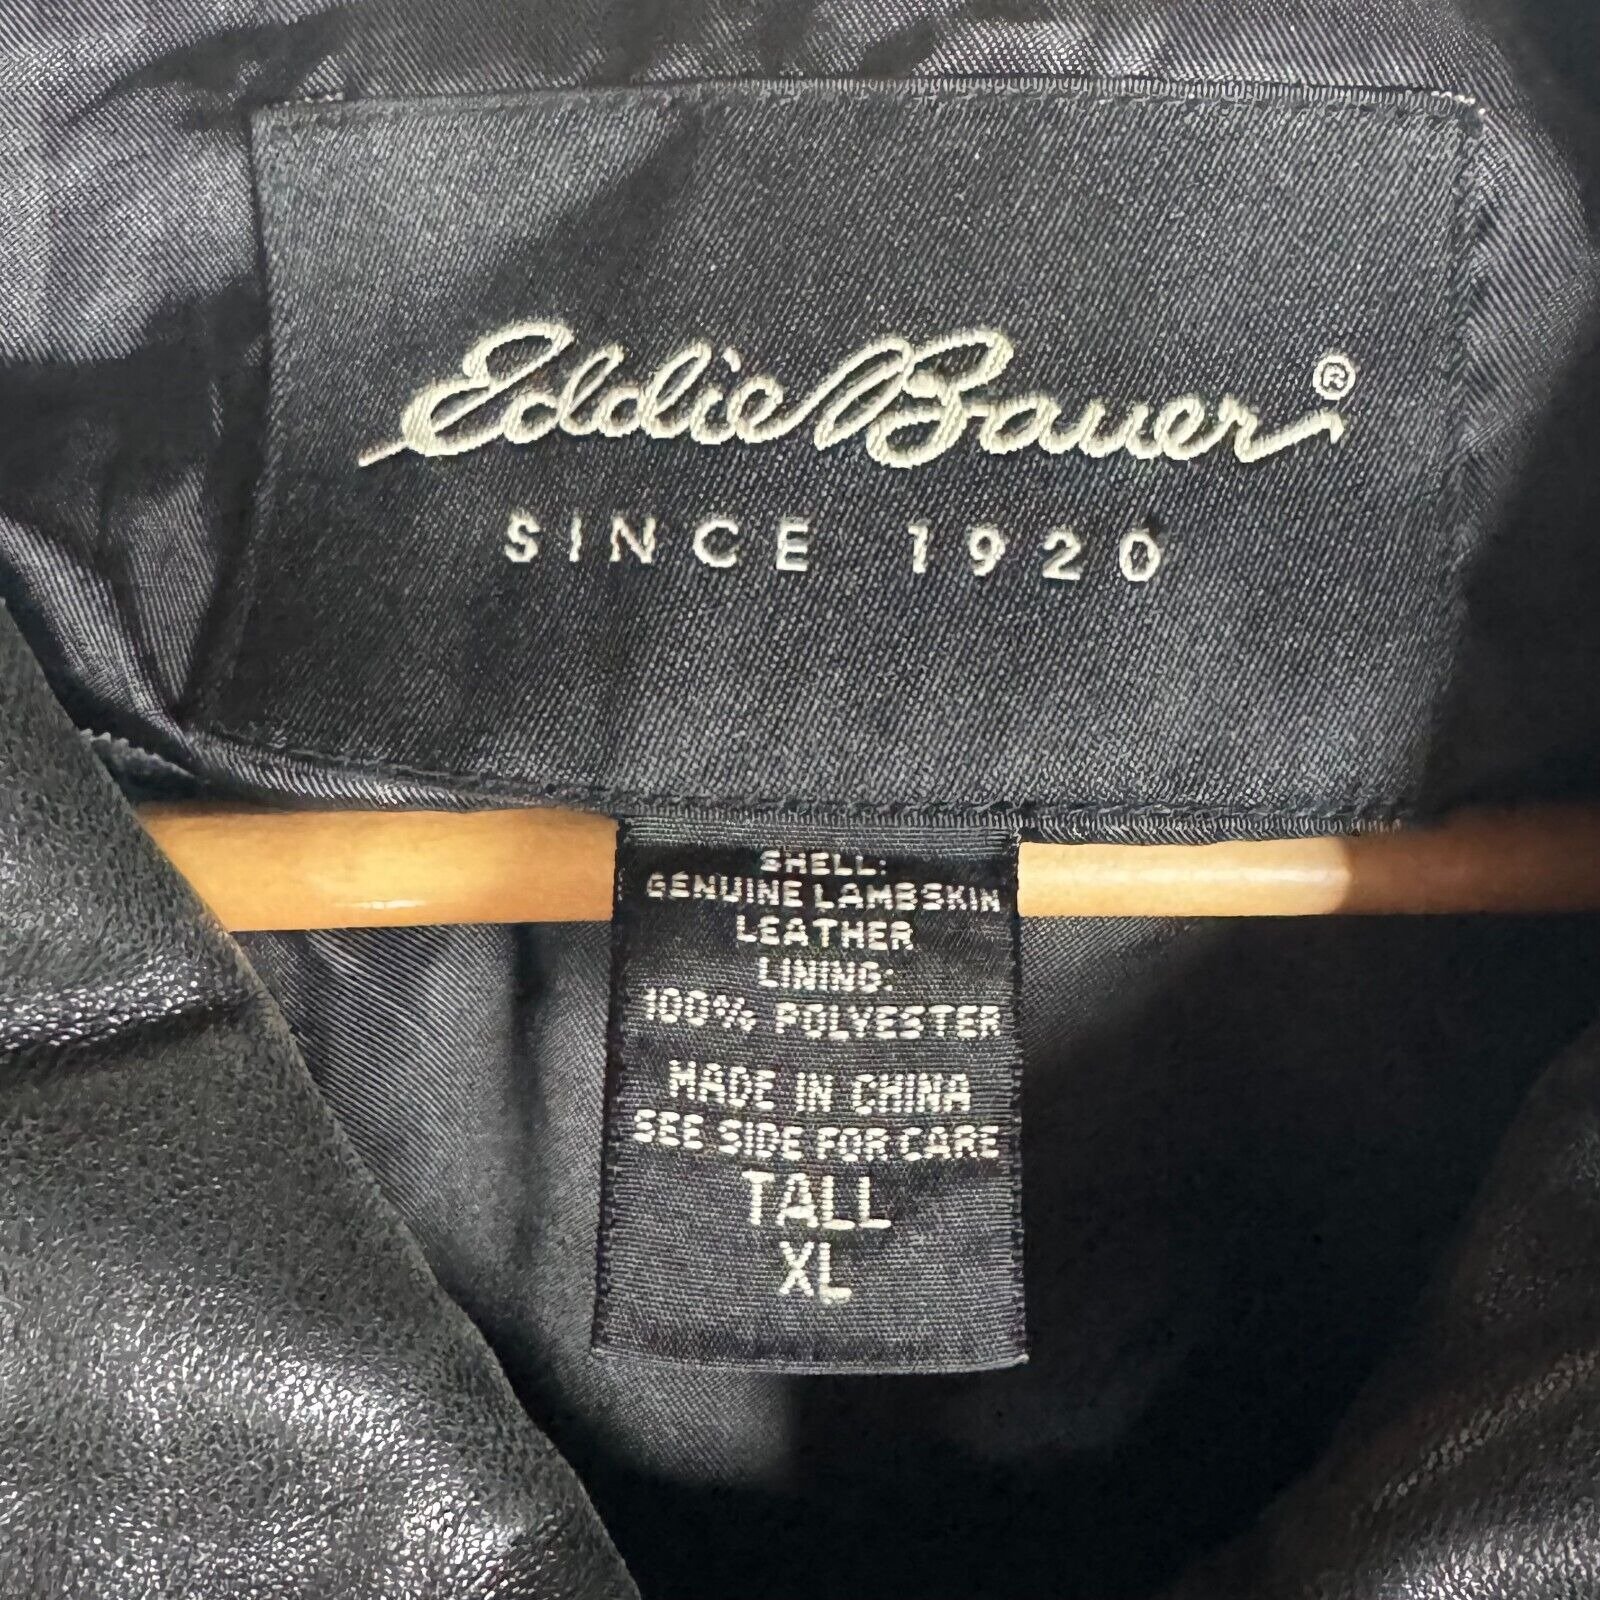 Eddie Bauer®
SINCE 1920
SHELL:
GENUINE LAMBSKIN
LEATHER
LINING:
100% POLYESTER
MADE IN CHINA
SEE SIDE FOR CARE
TALL
XL